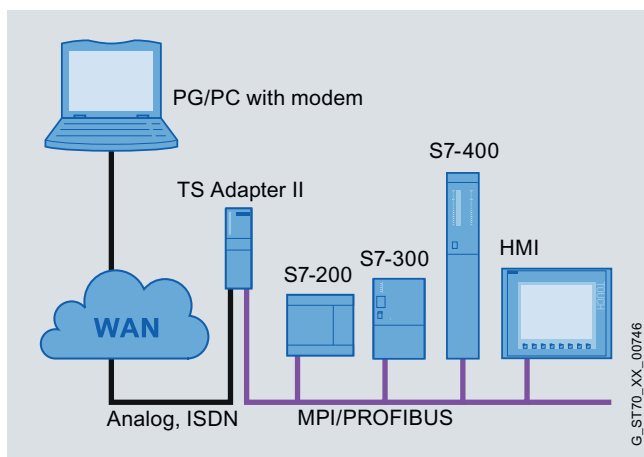 PG/PC with modem
S7-400
TS Adapter II
S7-300
HMI
S7-200
TOUCH
WAN
Analog, ISDN
MPI/PROFIBUS
G_ST70_XX_00746